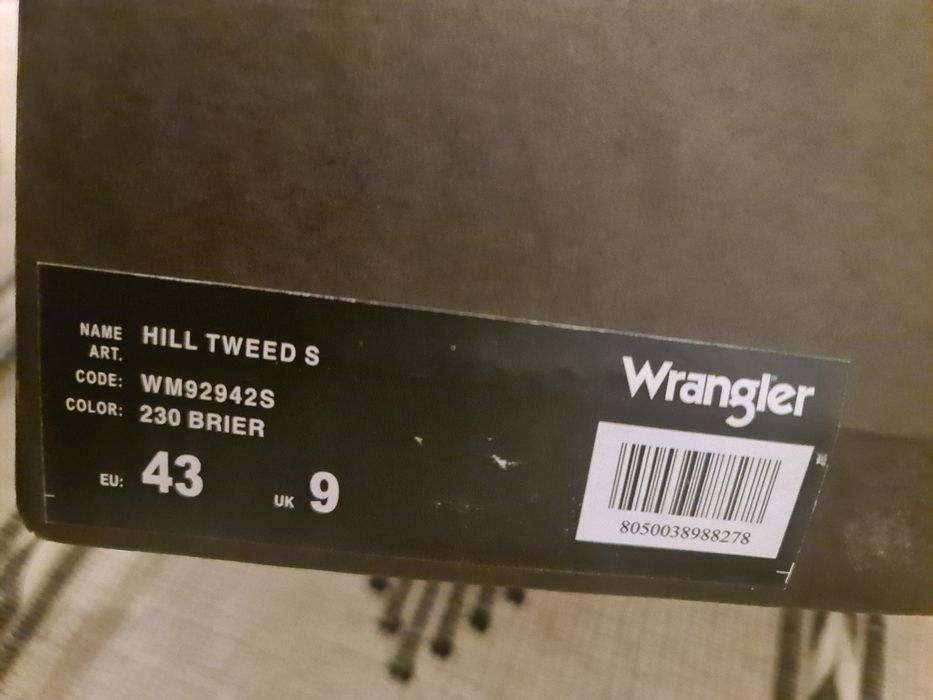 NAME HILL TWEED S
ART.
CODE: WM92942S
COLOR: 230 BRIER
EU: 43 UK 9
Wrangler
8050038988278